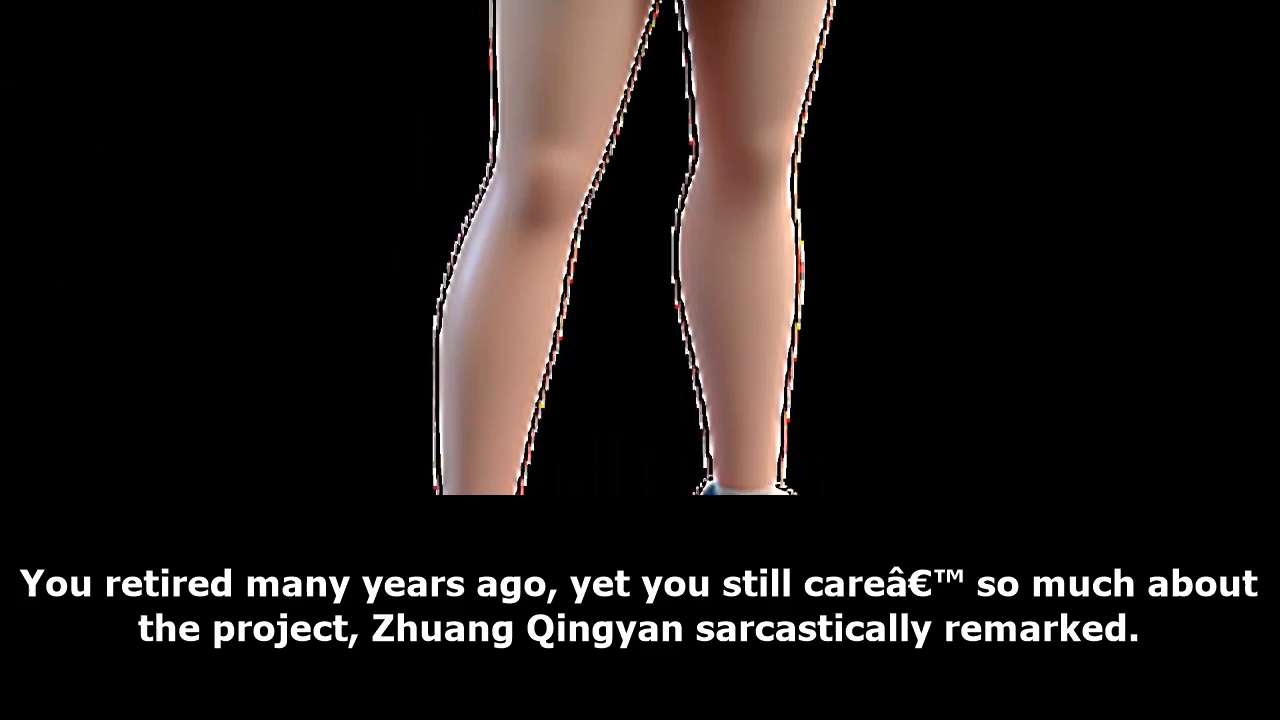 You retired many years ago, yet you still careâ€™ so much about
the project, Zhuang Qingyan sarcastically remarked.